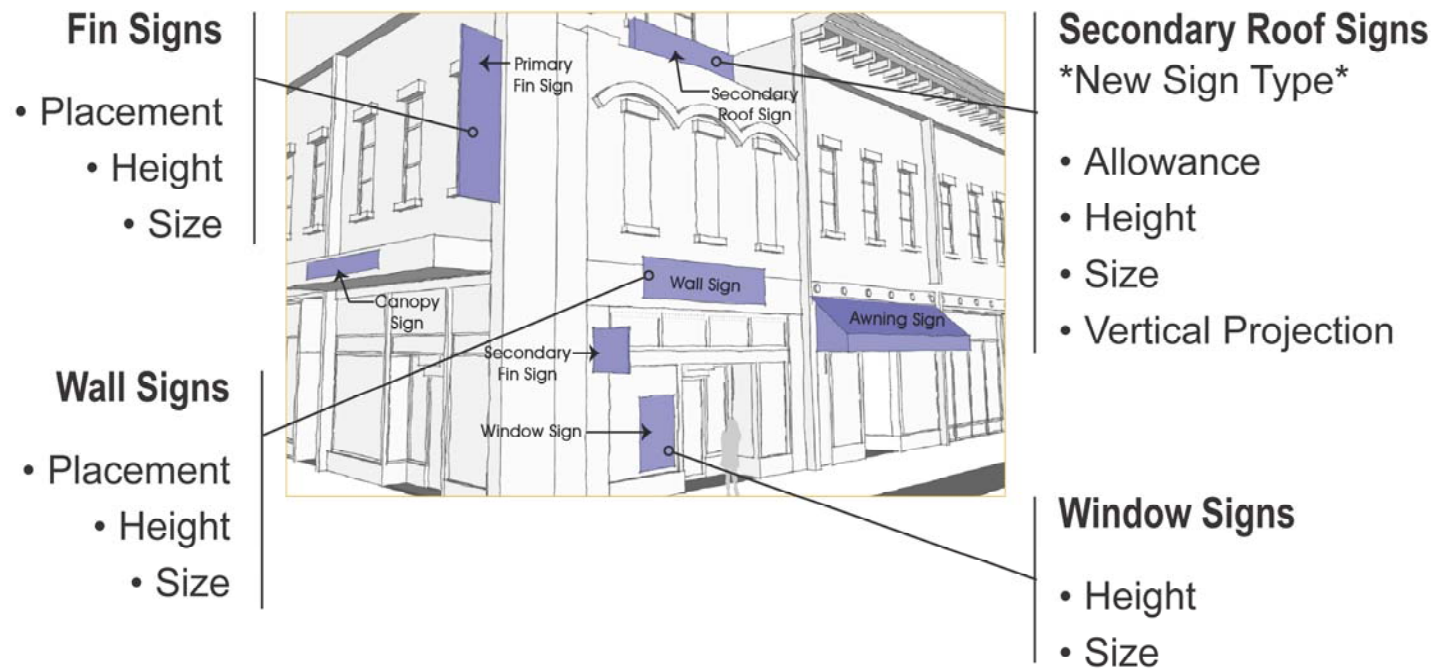 Fin Signs
• Placement
• Height
• Size
Wall Signs
• Placement
• Height
• Size
Primary
Fin Sign
Secondary
Roof Sign
Canopy
Sign
Wall Sign
Awning Sign
Secondary
Fin Sign
Window Sign
Secondary Roof Signs
*New Sign Type*
• Allowance
• Height
• Size
• Vertical Projection
Window Signs
• Height
• Size